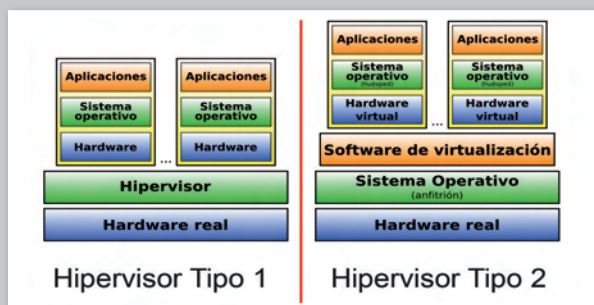 Aplicaciones
Sistema
operativo
Hardware
...
Aplicaciones
Sistema
operativo
Hardware
Hipervisor
Hardware real
Hipervisor Tipo 1
Aplicaciones
Sistema
operativo
(huésped)
Hardware
virtual
...
Aplicaciones
Sistema
operativo
(huésped)
Hardware
virtual
Software de virtualización
Sistema Operativo
(anfitrión)
Hardware real
Hipervisor Tipo 2